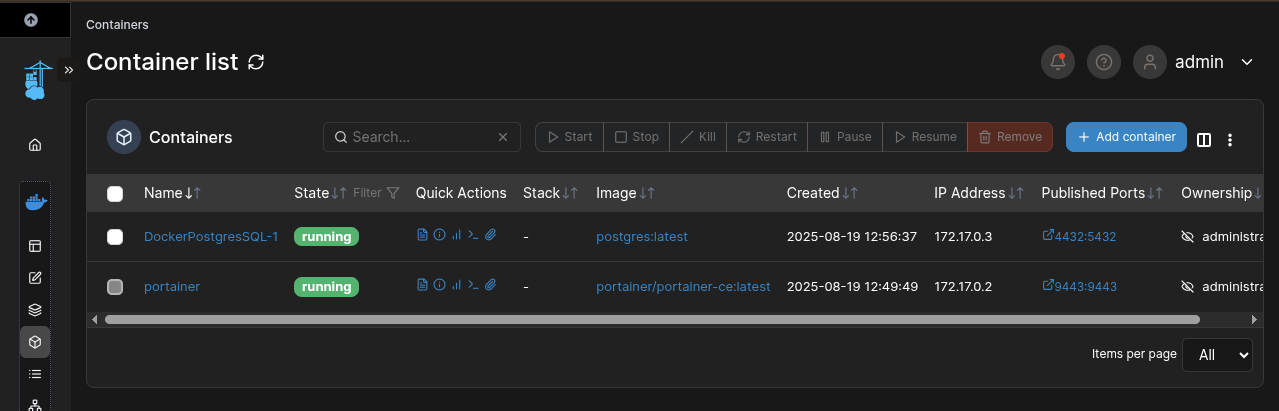 Containers
Container list
admin
Containers
Search...
Start
Stop
Kill
Restart
Pause
Resume
Remove
+ Add container
Name State Filter Quick Actions Stack Image Created IP Address Published Ports Ownership
DockerPostgresSQL-1 running - postgres:latest 2025-08-19 12:56:37 172.17.0.3 4432:5432 administra
portainer running - portainer/portainer-ce:latest 2025-08-19 12:49:49 172.17.0.2 9443:9443 administra
Items per page All